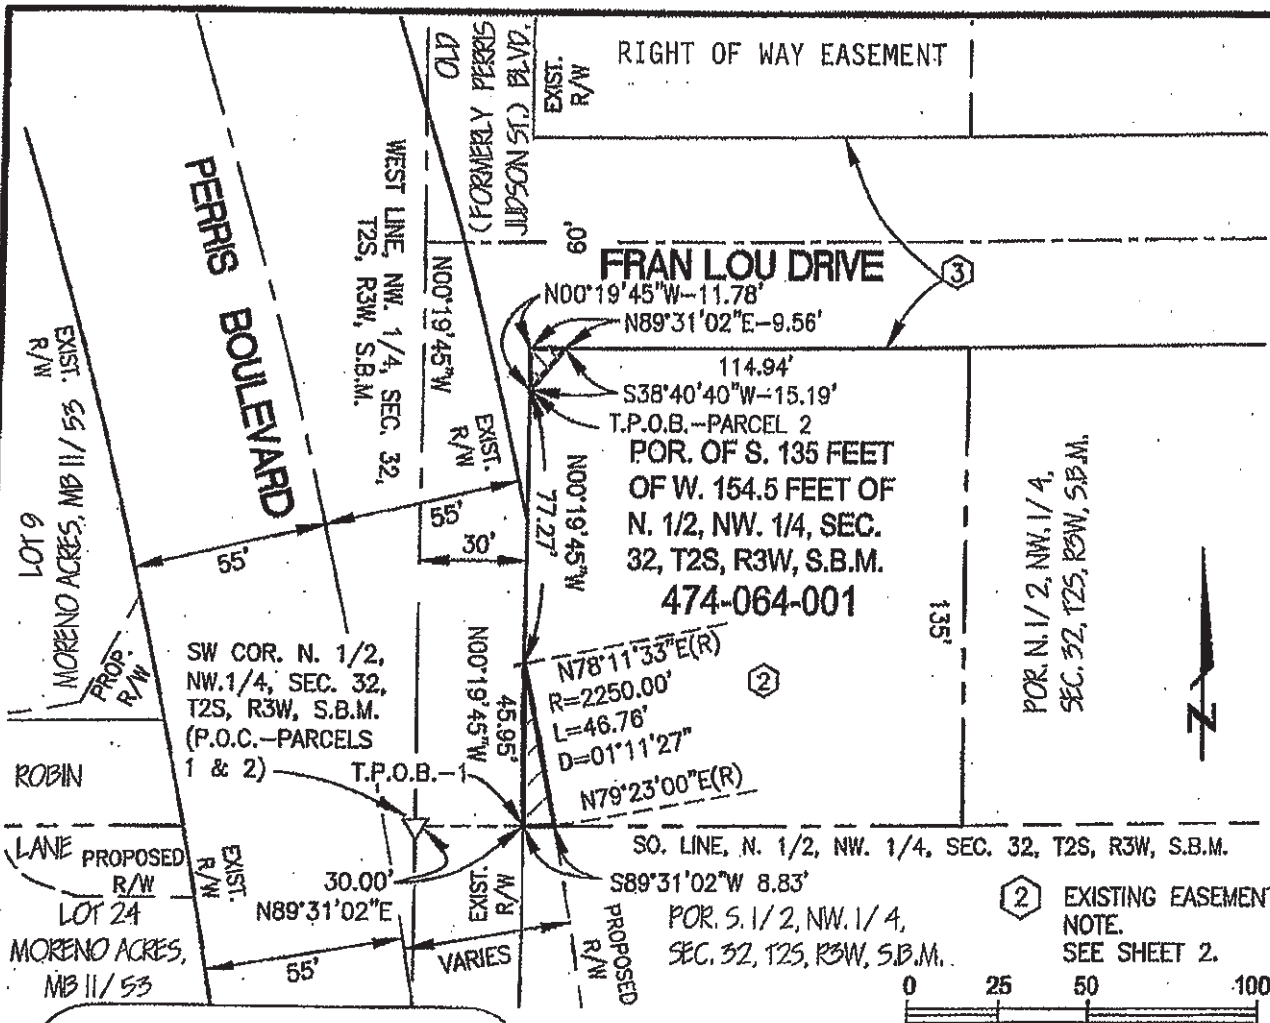 RIGHT OF WAY EASEMENT
OLD
(FORMERLY PERRIS
JUDSON ST.) BLVD.
EXIST.
R/W
PERRIS BOULEVARD
WEST LINE, NW. 1/4, SEC. 32,
T2S, R3W, S.B.M.
N00°19'45"W
60'
FRAN LOU DRIVE
3
N00°19'45"W-11.78'
N89°31'02"E-9.56'
114.94'
S38°40'40"W-15.19'
T.P.O.B.-PARCEL 2
EXIST.
R/W
EXIST.
R/W
LOT 9
MORENO ACRES, MB 11/53
55'
55'
30'
N00°19'45"W
77.27'
POR. OF S. 135 FEET
OF W. 154.5 FEET OF
N. 1/2, NW. 1/4, SEC.
32, T2S, R3W, S.B.M.
474-064-001
135'
POR. N. 1/2, NW. 1/4,
SEC. 32, T2S, R3W, S.B.M.
N
PROP.
R/W
SW COR. N. 1/2,
NW.1/4, SEC. 32,
T2S, R3W, S.B.M.
(P.O.C.-PARCELS
1 & 2)
T.P.O.B.-1
N00°19'45"W
45.95'
N78°11'33"E(R)
R=2250.00'
L=46.76'
D=01°11'27"
N79°23'00"E(R)
2
ROBIN
LANE
PROPOSED
R/W
EXIST.
R/W
SO. LINE, N. 1/2, NW. 1/4, SEC. 32, T2S, R3W, S.B.M.
30.00'
N89°31'02"E
EXIST.
R/W
S89°31'02"W 8.83'
PROPOSED
R/W
LOT 24
MORENO ACRES,
MB 11/53
55'
VARIES
POR. S. 1/2, NW. 1/4,
SEC. 32, T2S, R3W, S.B.M.
2 EXISTING EASEMENT
NOTE.
SEE SHEET 2.
0 25 50 100